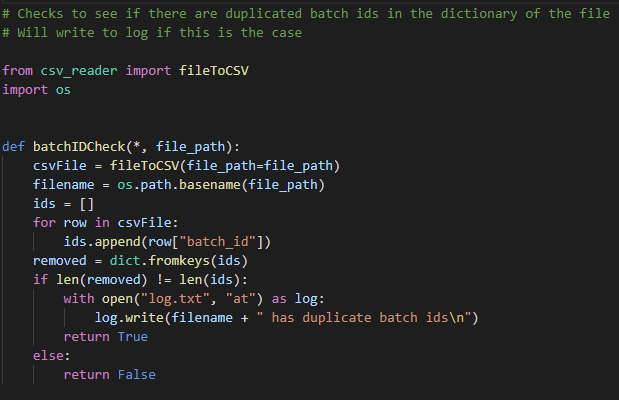 # Checks to see if there are duplicated batch ids in the dictionary of the file
# Will write to log if this is the case
from csv_reader import fileToCSV
import os
def batchIDCheck(*, file_path):
    csvFile = fileToCSV(file_path=file_path)
    filename = os.path.basename(file_path)
    ids = []
    for row in csvFile:
        ids.append(row["batch_id"])
    removed = dict.fromkeys(ids)
    if len(removed) != len(ids):
        with open("log.txt", "at") as log:
            log.write(filename + " has duplicate batch ids\n")
        return True
    else:
        return False